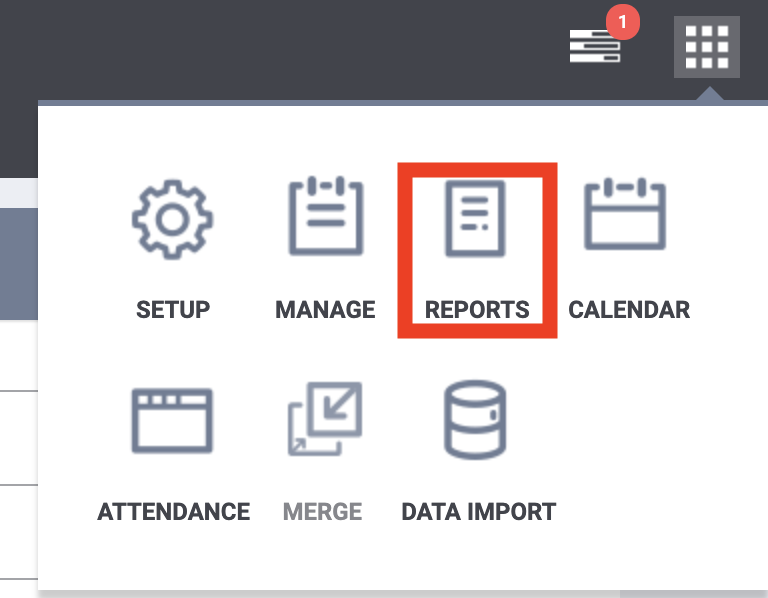 1
SETUP
MANAGE
REPORTS
CALENDAR
ATTENDANCE
MERGE
DATA IMPORT